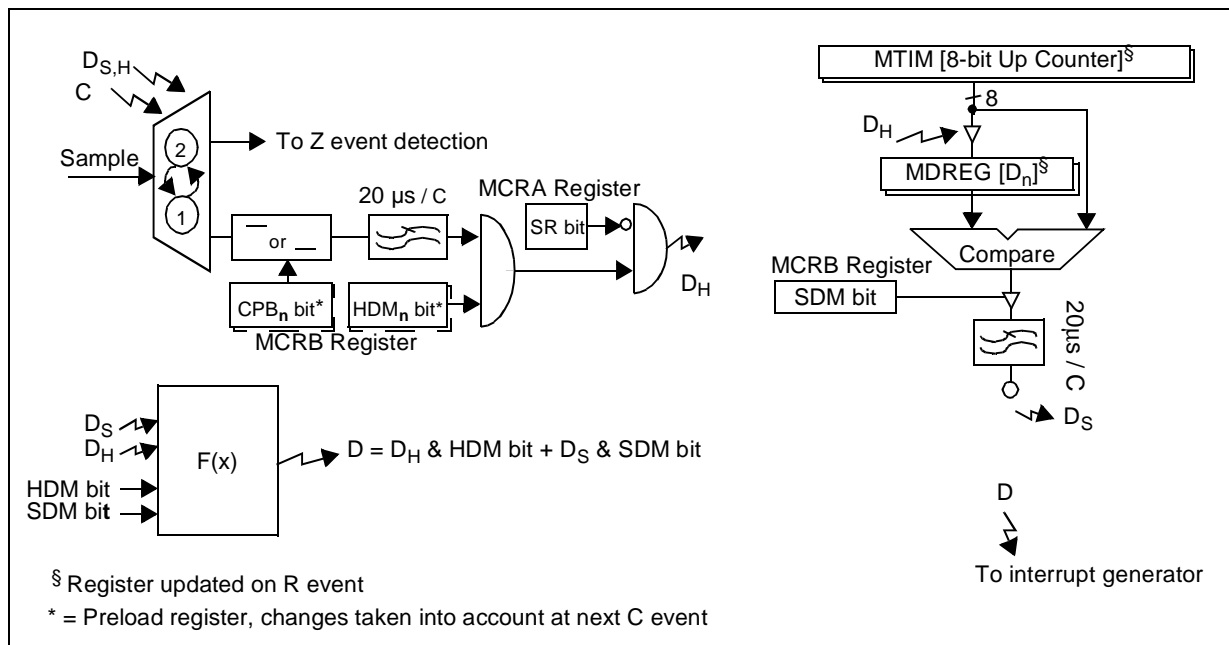 D_S,H
C
Sample
2
1
To Z event detection
or
20 µs / C
CPB_n bit*
HDM_n bit*
MCRB Register
MCRA Register
SR bit
D_H
MTIM [8-bit Up Counter]§
8
D_H
MDREG [D_n]§
Compare
MCRB Register
SDM bit
20µs / C
D_S
D_S
D_H
HDM bit
SDM bit
F(x)
D = D_H & HDM bit + D_S & SDM bit
D
To interrupt generator
§ Register updated on R event
* = Preload register, changes taken into account at next C event